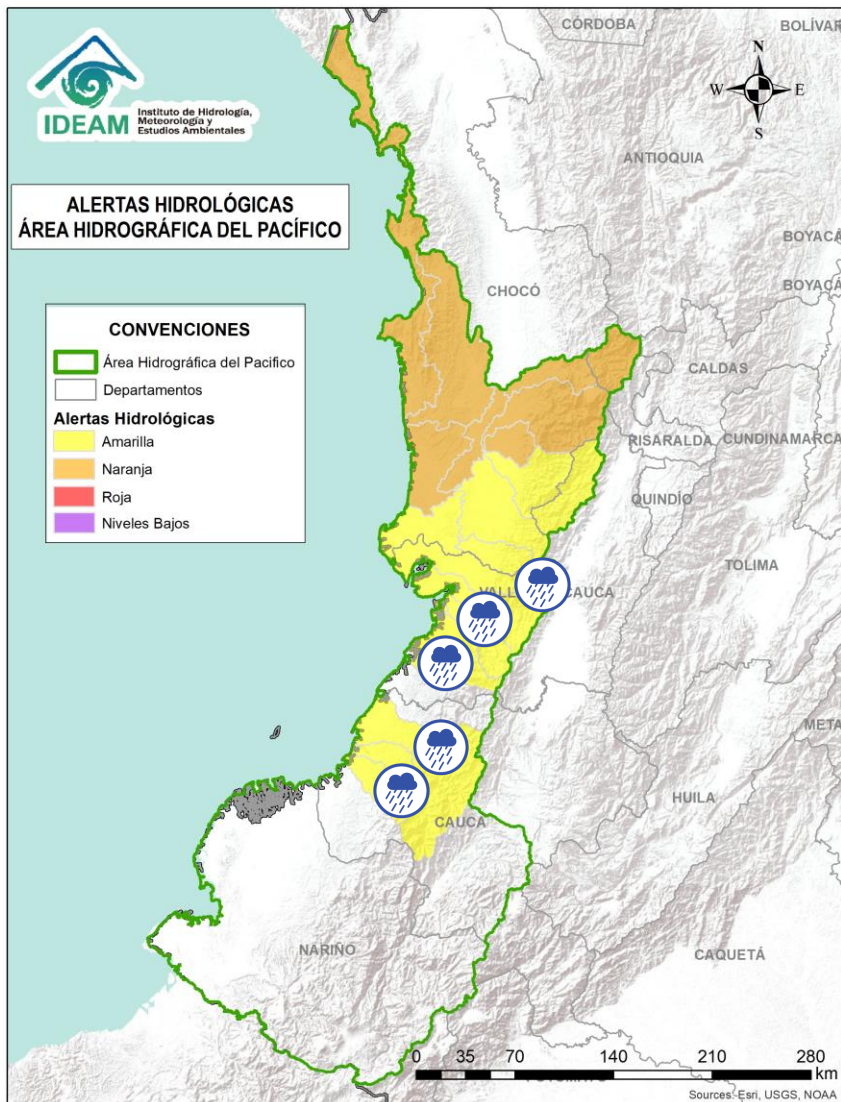 CÓRDOBA
BOLÍVAR
IDEAM
Instituto de Hidrología,
Meteorología y
Estudios Ambientales
N
W
E
S
ANTIOQUIA
ALERTAS HIDROLÓGICAS
ÁREA HIDROGRÁFICA DEL PACÍFICO
BOYACÁ
CHOCÓ
BOYACÁ
CONVENCIONES
Área Hidrográfica del Pacifico
Departamentos
Alertas Hidrológicas
Amarilla
Naranja
Roja
Niveles Bajos
CALDAS
RISARALDA
CUNDINAMARCA
QUINDÍO
TOLIMA
CAUCA
META
HUILA
CAUCA
NARIÑO
CAQUETÁ
0 35 70 140 210 280
km
Sources: Esri, USGS, NOAA